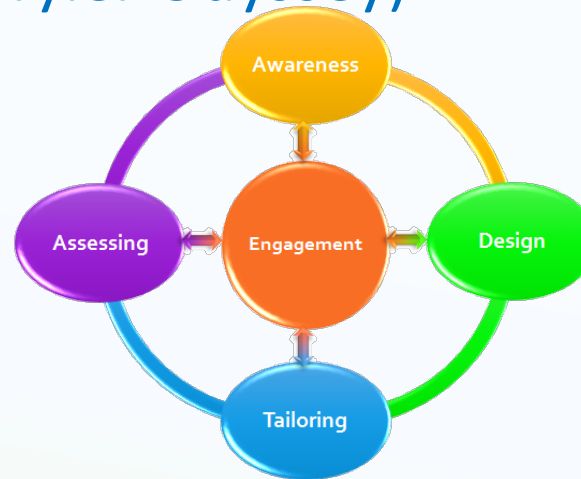 Awareness
Assessing
Engagement
Design
Tailoring